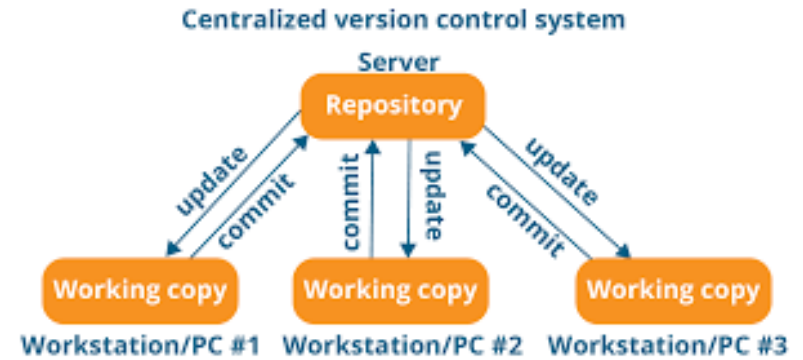 Centralized version control system
Server
Repository
update
commit
commit
update
update
commit
Working copy
Working copy
Working copy
Workstation/PC #1
Workstation/PC #2
Workstation/PC #3